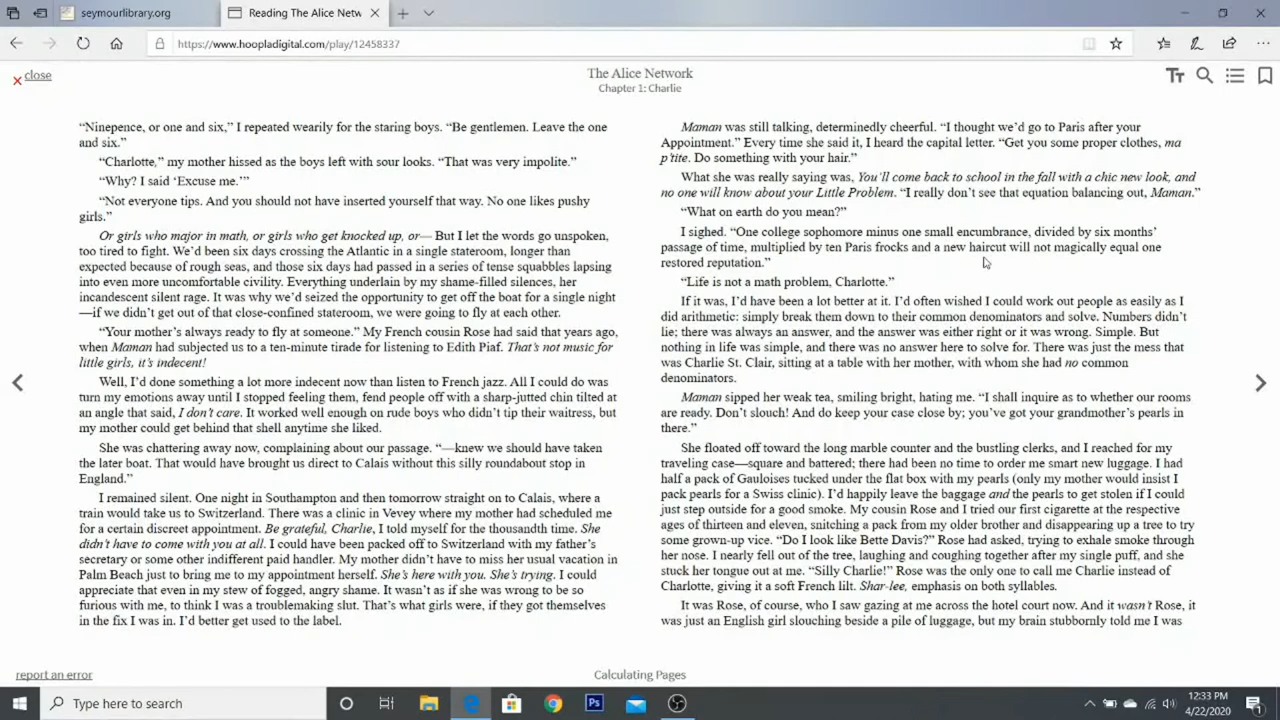 seymourlibrary.org
Reading The Alice Netw
https://www.hoopladigital.com/play/12458337
close
The Alice Network
Chapter 1: Charlie
“Ninepence, or one and six,” I repeated wearily for the staring boys. “Be gentlemen. Leave the one
and six.”
“Charlotte,” my mother hissed as the boys left with sour looks. “That was very impolite.”
“Why? I said ‘Excuse me.’”
“Not everyone tips. And you should not have inserted yourself that way. No one likes pushy
girls.”
Or girls who major in math, or girls who get knocked up, or— But I let the words go unspoken,
too tired to fight. We’d been six days crossing the Atlantic in a single stateroom, longer than
expected because of rough seas, and those six days had passed in a series of tense squabbles lapsing
into even more uncomfortable civility. Everything underlain by my shame-filled silences, her
incandescent silent rage. It was why we’d seized the opportunity to get off the boat for a single night
—if we didn’t get out of that close-confined stateroom, we were going to fly at each other.
“Your mother’s always ready to fly at someone.” My French cousin Rose had said that years ago,
when Maman had subjected us to a ten-minute tirade for listening to Edith Piaf. That’s not music for
little girls, it’s indecent!
Well, I’d done something a lot more indecent now than listen to French jazz. All I could do was
turn my emotions away until I stopped feeling them, fend people off with a sharp-jutted chin tilted at
an angle that said, I don’t care. It worked well enough on rude boys who didn’t tip their waitress, but
my mother could get behind that shell anytime she liked.
She was chattering away now, complaining about our passage. “—knew we should have taken
the later boat. That would have brought us direct to Calais without this silly roundabout stop in
England.”
I remained silent. One night in Southampton and then tomorrow straight on to Calais, where a
train would take us to Switzerland. There was a clinic in Vevey where my mother had scheduled me
for a certain discreet appointment. Be grateful, Charlie, I told myself for the thousandth time. She
didn’t have to come with you at all. I could have been packed off to Switzerland with my father’s
secretary or some other indifferent paid handler. My mother didn’t have to miss her usual vacation in
Palm Beach just to bring me to my appointment herself. She’s here with you. She’s trying. I could
appreciate that even in my stew of fogged, angry shame. It wasn’t as if she was wrong to be so
furious with me, to think I was a troublemaking slut. That’s what girls were, if they got themselves
in the fix I was in. I’d better get used to the label.
Maman was still talking, determinedly cheerful. “I thought we’d go to Paris after your
Appointment.” Every time she said it, I heard the capital letter. “Get you some proper clothes, ma
p’tite. Do something with your hair.”
What she was really saying was, You’ll come back to school in the fall with a chic new look, and
no one will know about your Little Problem. “I really don’t see that equation balancing out, Maman.”
“What on earth do you mean?”
I sighed. “One college sophomore minus one small encumbrance, divided by six months’
passage of time, multiplied by ten Paris frocks and a new haircut will not magically equal one
restored reputation.”
“Life is not a math problem, Charlotte.”
If it was, I’d have been a lot better at it. I’d often wished I could work out people as easily as I
did arithmetic: simply break them down to their common denominators and solve. Numbers didn’t
lie; there was always an answer, and the answer was either right or it was wrong. Simple. But
nothing in life was simple, and there was no answer here to solve for. There was just the mess that
was Charlie St. Clair, sitting at a table with her mother, with whom she had no common
denominators.
Maman sipped her weak tea, smiling bright, hating me. “I shall inquire as to whether our rooms
are ready. Don’t slouch! And do keep your case close by; you’ve got your grandmother’s pearls in
there.”
She floated off toward the long marble counter and the bustling clerks, and I reached for my
traveling case—square and battered; there had been no time to order me smart new luggage. I had
half a pack of Gauloises tucked under the flat box with my pearls (only my mother would insist I
pack pearls for a Swiss clinic). I’d happily leave the baggage and the pearls to get stolen if I could
just step outside for a good smoke. My cousin Rose and I tried our first cigarette at the respective
ages of thirteen and eleven, snitching a pack from my older brother and disappearing up a tree to try
some grown-up vice. “Do I look like Bette Davis?” Rose had asked, trying to exhale smoke through
her nose. I nearly fell out of the tree, laughing and coughing together after my single puff, and she
stuck her tongue out at me. “Silly Charlie!” Rose was the only one to call me Charlie instead of
Charlotte, giving it a soft French lilt. Shar-lee, emphasis on both syllables.
It was Rose, of course, who I saw gazing at me across the hotel court now. And it wasn’t Rose, it
was just an English girl slouching beside a pile of luggage, but my brain stubbornly told me I was
report an error
Calculating Pages
Type here to search
Ps
12:33 PM
4/22/2020
1